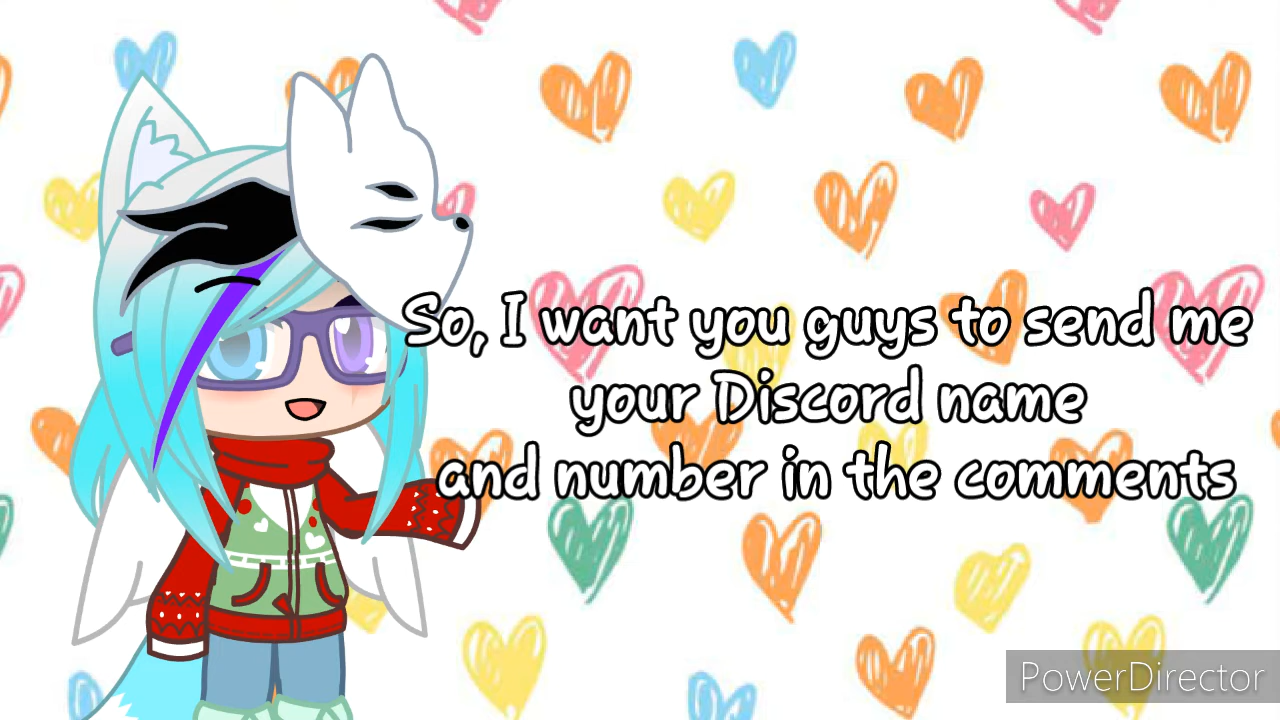 So, I want you guys to send me
your Discord name
and number in the comments
PowerDirector